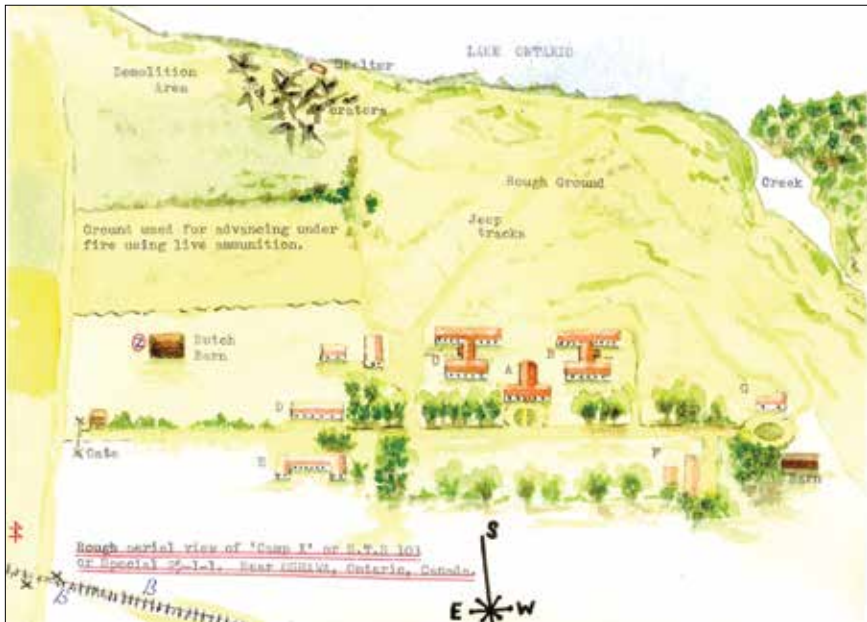 LAKE ONTARIO
Shelter
Demolition
Area
Craters
Rough Ground
Creek
Jeep
tracks
Ground used for advancing under
fire using live ammunition.
2
Dutch
Barn
C
A
B
D
G
Gate
E
F
Barn
S
Rough aerial view of 'Camp X' or S.T.S 103
or Special 25-1-1. Near OSHAWA, Ontario, Canada.
B
B
E
W